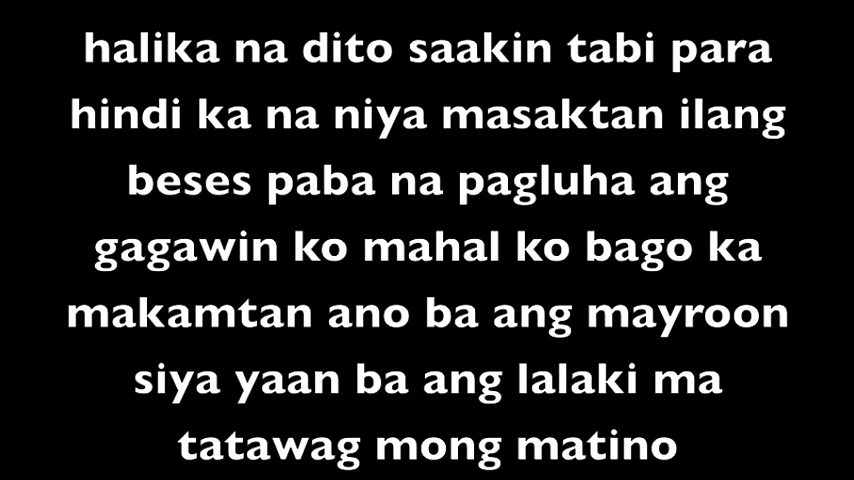 halika na dito saakin tabi para
hindi ka na niya masaktan ilang
beses paba na pagluha ang
gagawin ko mahal ko bago ka
makamtan ano ba ang mayroon
siya yaan ba ang lalaki ma
tatawag mong matino